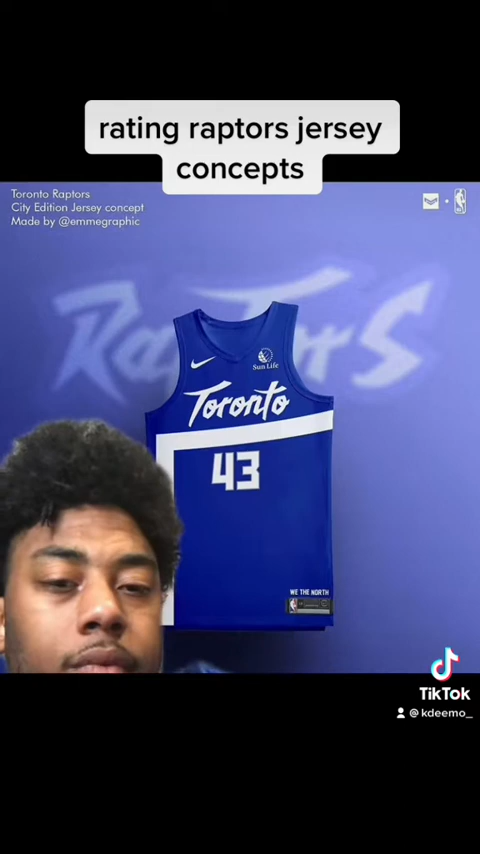 rating raptors jersey
concepts
Toronto Raptors
City Edition Jersey concept
Made by @emmegraphic
RapTorS
Sun Life
Toronto
43
WE THE NORTH
TikTok
@ kdeemo_